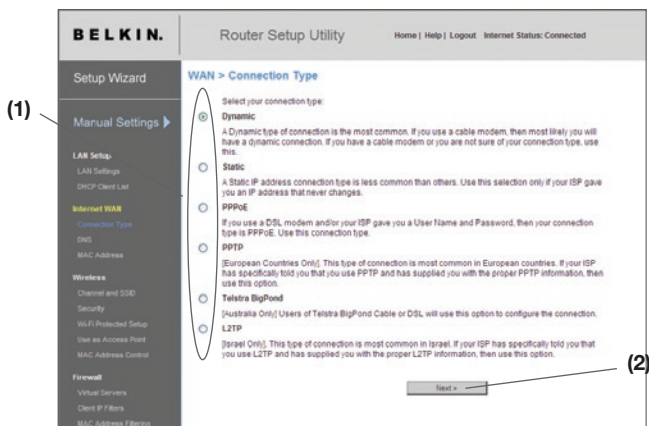 BELKIN.
Router Setup Utility
Home | Help | Logout Internet Status: Connected
Setup Wizard
Manual Settings
LAN Setup
LAN Settings
DHCP Client List
Internet WAN
Connection Type
DNS
MAC Address
Wireless
Channel and SSID
Security
Wi-Fi Protected Setup
Use as Access Point
MAC Address Control
Firewall
Virtual Servers
Client IP Filters
MAC Address Filtering
(1)
WAN > Connection Type
Select your connection type:
Dynamic
A Dynamic type of connection is the most common. If you use a cable modem, then most likely you will
have a dynamic connection. If you have a cable modem or you are not sure of your connection type, use
this.
Static
A Static IP address connection type is less common than others. Use this selection only if your ISP gave
you an IP address that never changes.
PPPoE
If you use a DSL modem and/or your ISP gave you a User Name and Password, then your connection
type is PPPoE. Use this connection type.
PPTP
[European Countries Only]. This type of connection is most common in European countries. If your ISP
has specifically told you that you use PPTP and has supplied you with the proper PPTP information, then
use this option.
Telstra BigPond
[Australia Only] Users of Telstra BigPond Cable or DSL will use this option to configure the connection.
L2TP
[Israel Only]. This type of connection is most common in Israel. If your ISP has specifically told you that
you use L2TP and has supplied you with the proper L2TP information, then use this option.
Next >
(2)